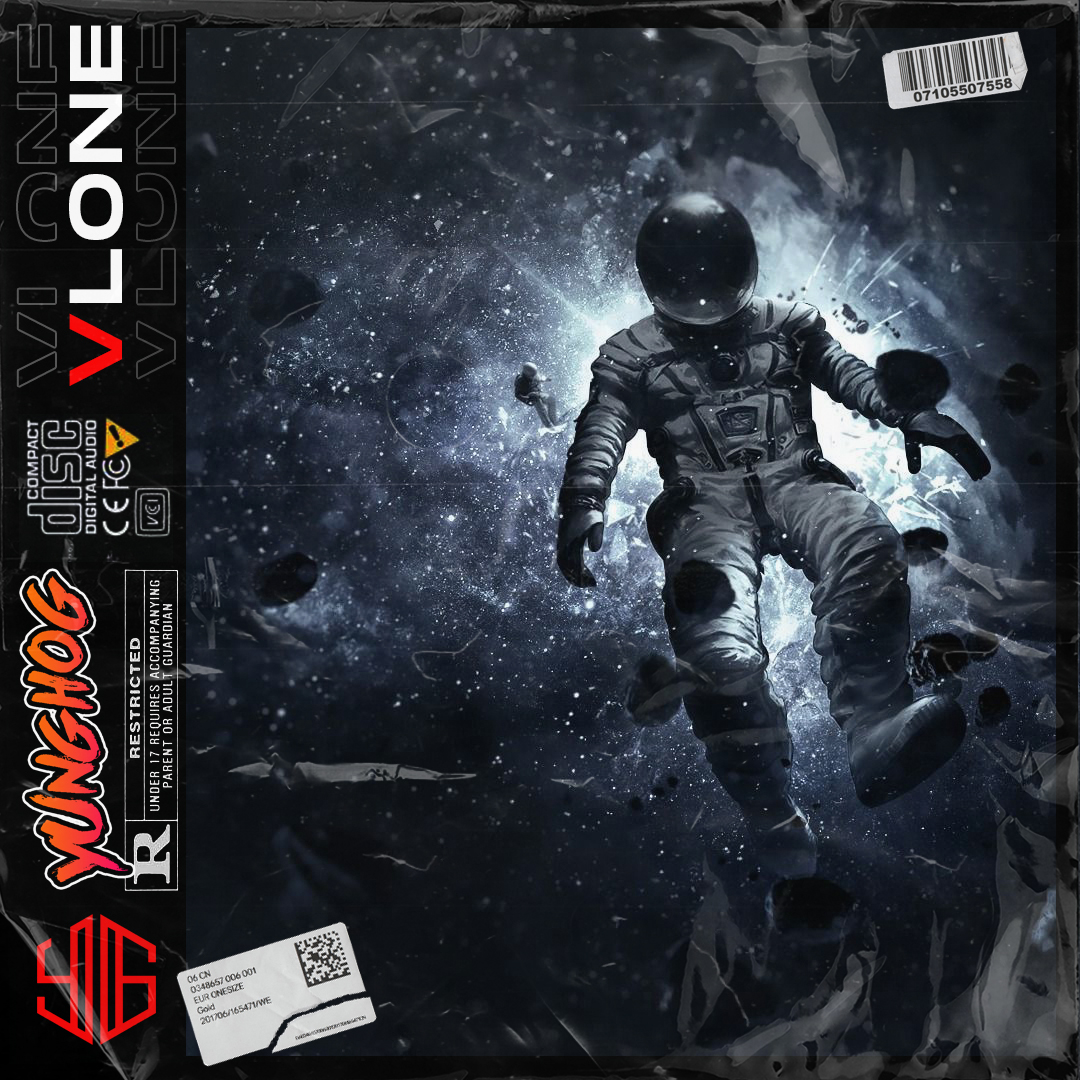 VLONE
VLONE
VLONE
07105507558
COMPACT
disc
DIGITAL AUDIO
CE FC
YUNGHOG
RESTRICTED
UNDER 17 REQUIRES ACCOMPANYING
PARENT OR ADULT GUARDIAN
R
06 CN
0348657 006 001
EUR ONESIZE
Gold
201706/165471/WE